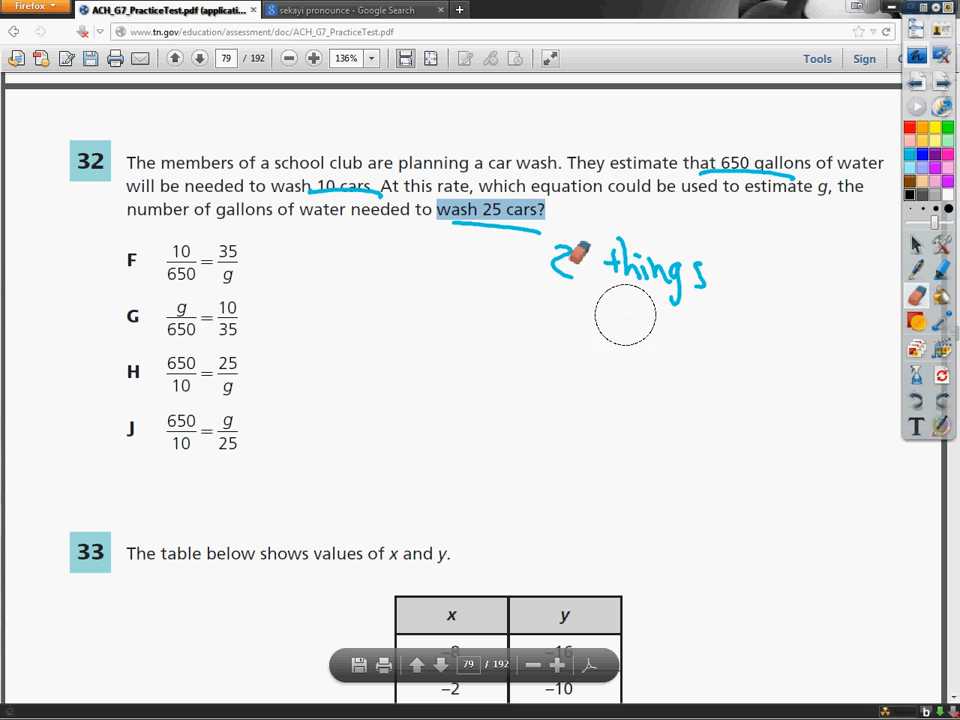 Firefox
ACH_G7_PracticeTest.pdf (applicati...
sekayi pronounce - Google Search
www.tn.gov/education/assessment/doc/ACH_G7_PracticeTest.pdf
79 / 192
136%
Tools
Sign
32
The members of a school club are planning a car wash. They estimate that 650 gallons of water
will be needed to wash 10 cars. At this rate, which equation could be used to estimate g, the
number of gallons of water needed to wash 25 cars?
2 things
F 10/650 = 35/g
G g/650 = 10/35
H 650/10 = 25/g
J 650/10 = g/25
33
The table below shows values of x and y.
x y
-8 -16
79 / 192
–2 –10
T
b